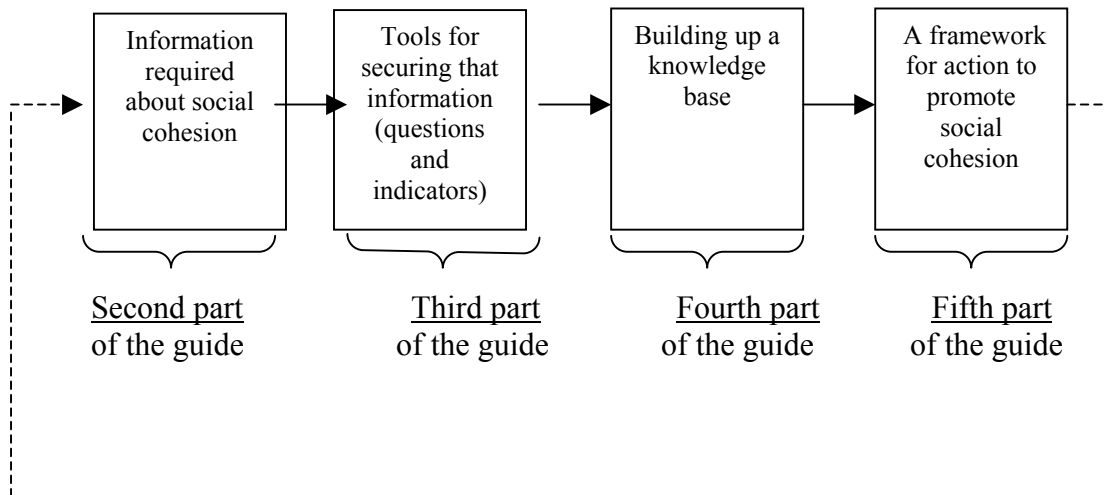 Information
required
about social
cohesion
Tools for
securing that
information
(questions
and
indicators)
Building up a
knowledge
base
A framework
for action to
promote
social
cohesion
Second part
of the guide
Third part
of the guide
Fourth part
of the guide
Fifth part
of the guide